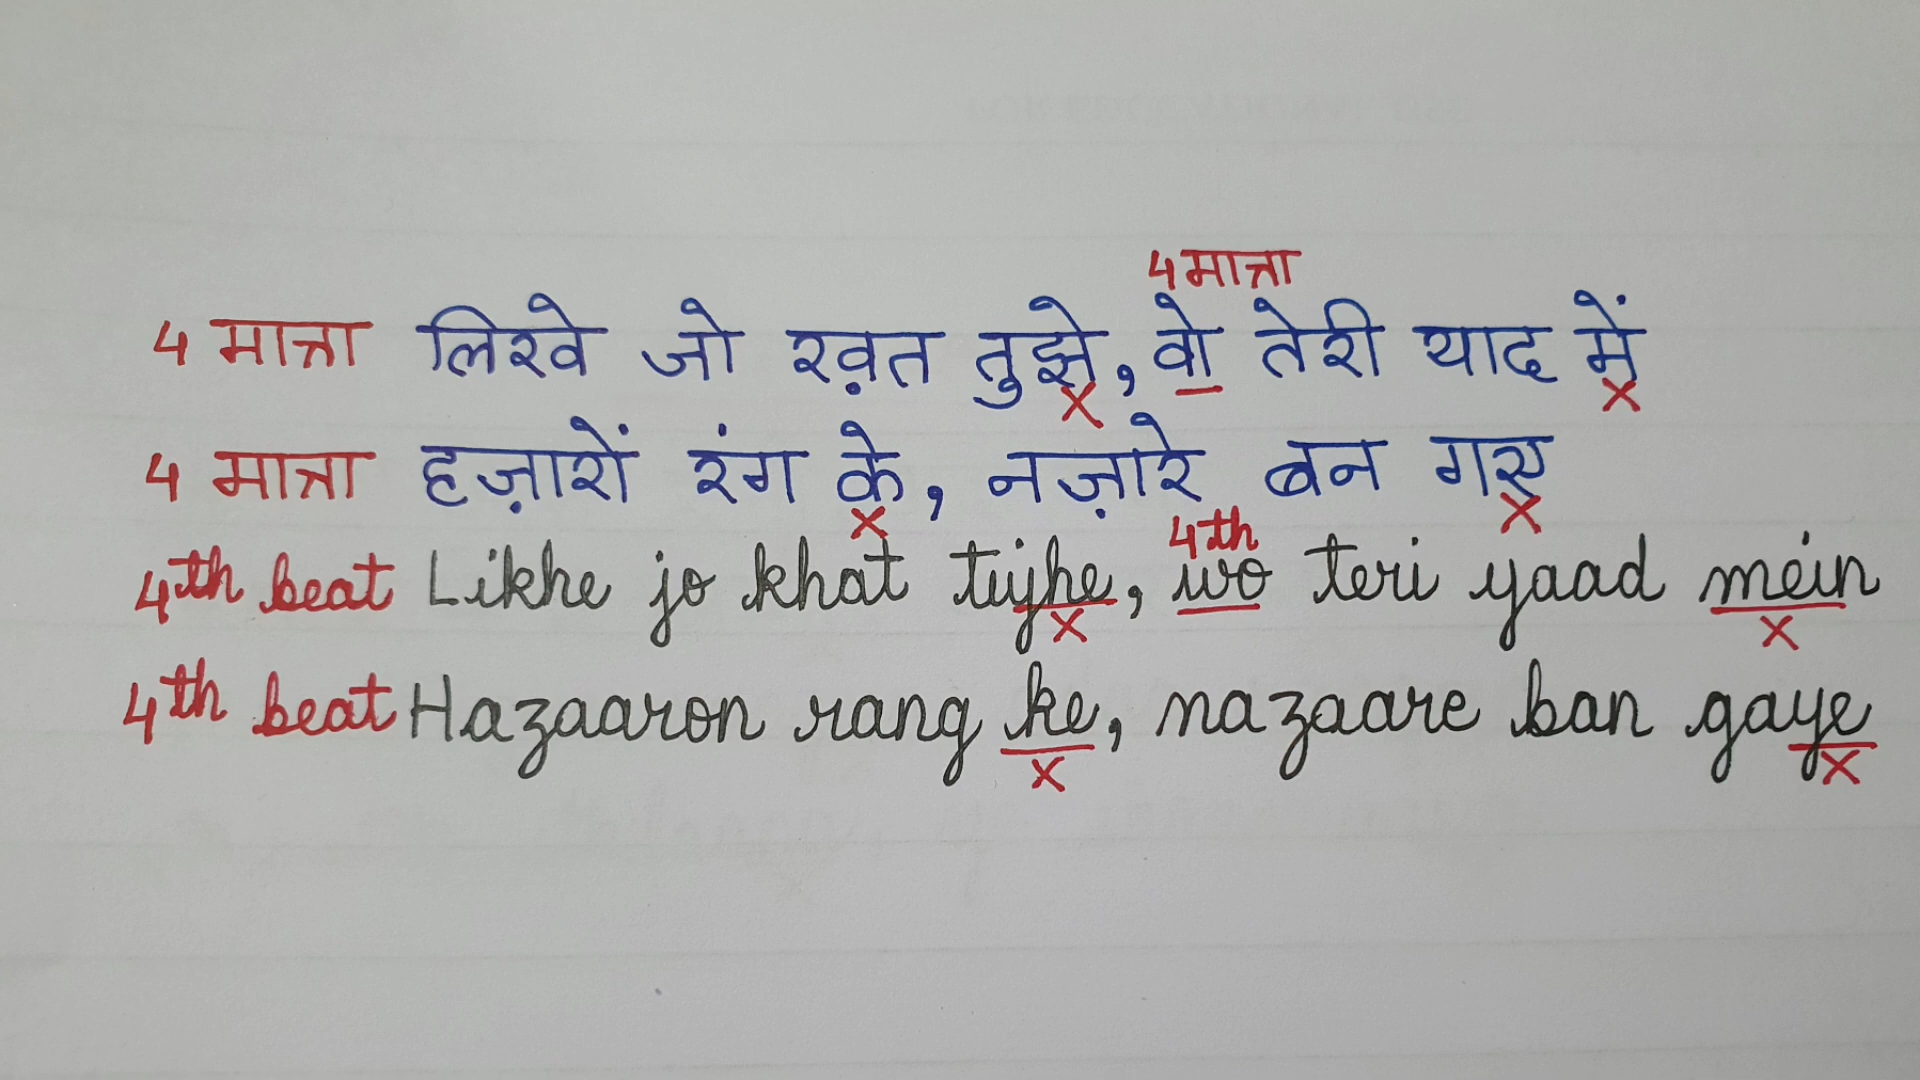 4 मात्रा
4 मात्रा लिखे जो ख़त तुझे, वो तेरी याद में
x x
4 मात्रा हज़ारों रंग के, नज़ारे बन गए
x x
4th
4th beat Likhe jo khat tujhe, wo teri yaad mein
x x
4th beat Hazaaron rang ke, nazaare ban gaye
x x